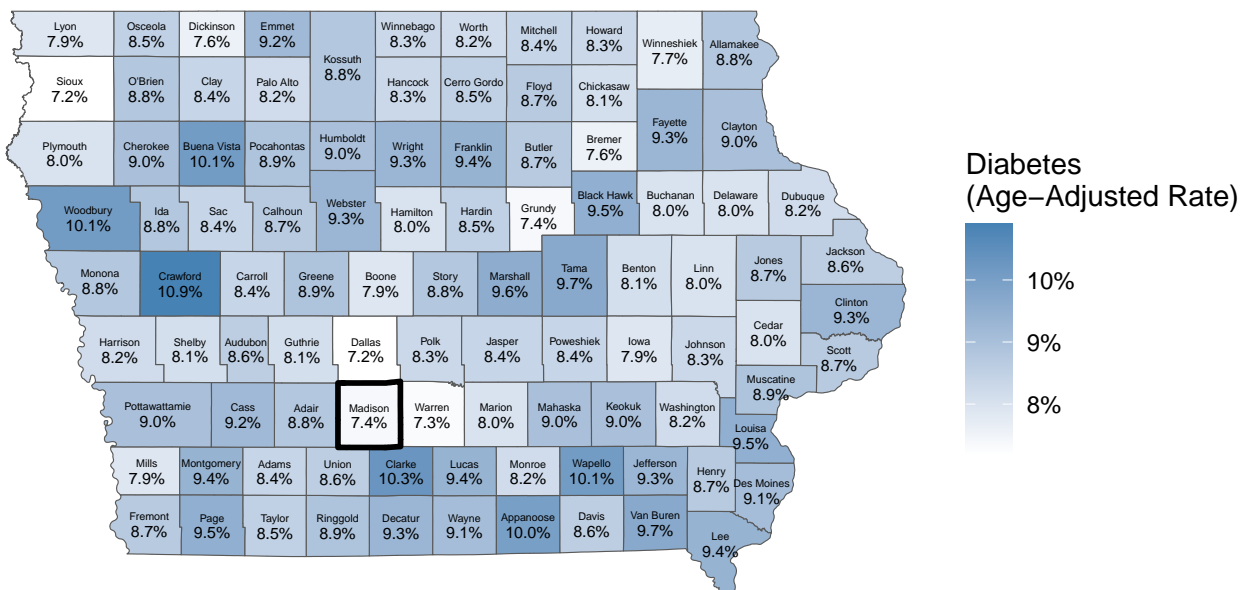 Lyon
7.9%
Osceola
8.5%
Dickinson
7.6%
Emmet
9.2%
Kossuth
8.8%
Winnebago
8.3%
Worth
8.2%
Mitchell
8.4%
Howard
8.3%
Winneshiek
7.7%
Allamakee
8.8%
Sioux
7.2%
O'Brien
8.8%
Clay
8.4%
Palo Alto
8.2%
Hancock
8.3%
Cerro Gordo
8.5%
Floyd
8.7%
Chickasaw
8.1%
Plymouth
8.0%
Cherokee
9.0%
Buena Vista
10.1%
Pocahontas
8.9%
Humboldt
9.0%
Wright
9.3%
Franklin
9.4%
Butler
8.7%
Bremer
7.6%
Fayette
9.3%
Clayton
9.0%
Woodbury
10.1%
Ida
8.8%
Sac
8.4%
Calhoun
8.7%
Webster
9.3%
Hamilton
8.0%
Hardin
8.5%
Grundy
7.4%
Black Hawk
9.5%
Buchanan
8.0%
Delaware
8.0%
Dubuque
8.2%
Monona
8.8%
Crawford
10.9%
Carroll
8.4%
Greene
8.9%
Boone
7.9%
Story
8.8%
Marshall
9.6%
Tama
9.7%
Benton
8.1%
Linn
8.0%
Jones
8.7%
Jackson
8.6%
Clinton
9.3%
Harrison
8.2%
Shelby
8.1%
Audubon
8.6%
Guthrie
8.1%
Dallas
7.2%
Polk
8.3%
Jasper
8.4%
Poweshiek
8.4%
Iowa
7.9%
Johnson
8.3%
Cedar
8.0%
Scott
8.7%
Muscatine
8.9%
Pottawattamie
9.0%
Cass
9.2%
Adair
8.8%
Madison
7.4%
Warren
7.3%
Marion
8.0%
Mahaska
9.0%
Keokuk
9.0%
Washington
8.2%
Louisa
9.5%
Mills
7.9%
Montgomery
9.4%
Adams
8.4%
Union
8.6%
Clarke
10.3%
Lucas
9.4%
Monroe
8.2%
Wapello
10.1%
Jefferson
9.3%
Henry
8.7%
Des Moines
9.1%
Fremont
8.7%
Page
9.5%
Taylor
8.5%
Ringgold
8.9%
Decatur
9.3%
Wayne
9.1%
Appanoose
10.0%
Davis
8.6%
Van Buren
9.7%
Lee
9.4%
Diabetes
(Age−Adjusted Rate)
10%
9%
8%